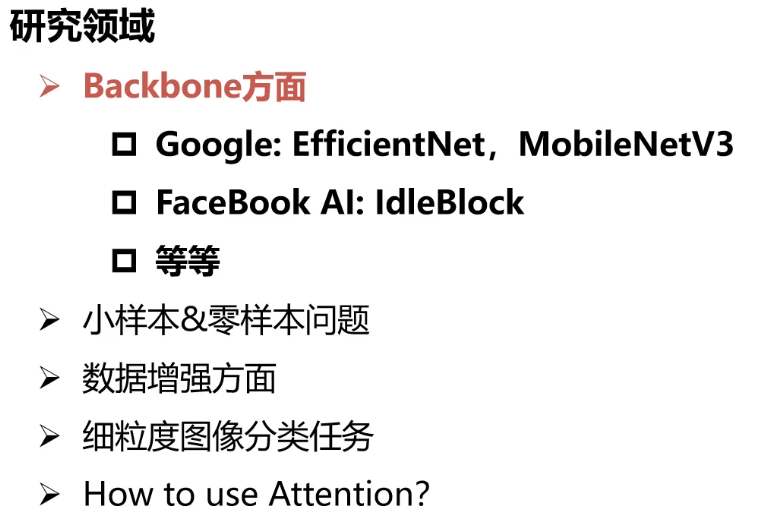 研究领域
Backbone方面
Google: EfficientNet，MobileNetV3
FaceBook AI: IdleBlock
等等
小样本&零样本问题
数据增强方面
细粒度图像分类任务
How to use Attention?